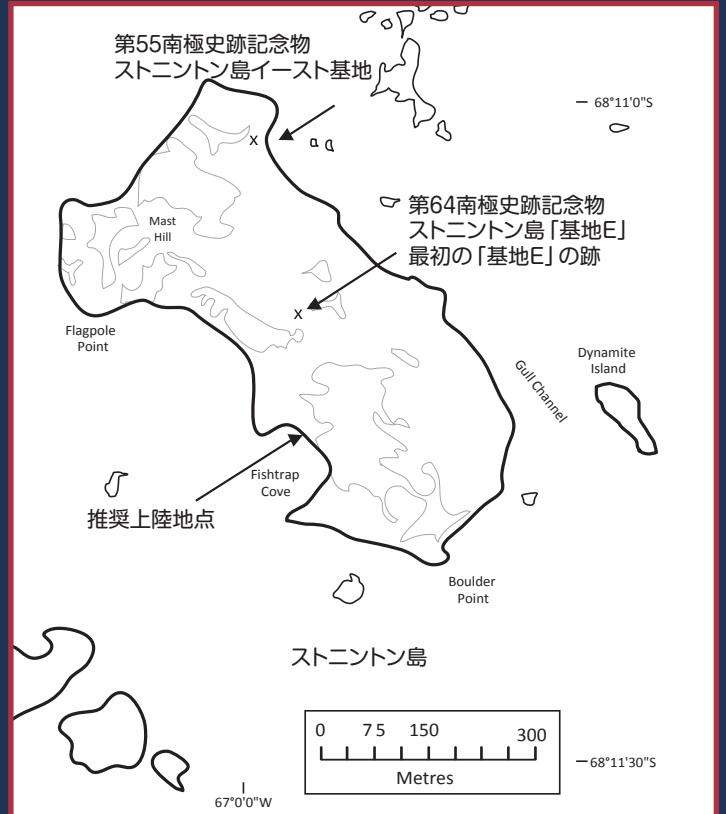 第55南極史跡記念物
ストニントン島イースト基地
68°11'0"S
x
第64南極史跡記念物
ストニントン島「基地E」
最初の「基地E」の跡
Mast
Hill
x
Flagpole
Point
Dynamite
Island
Gull Channel
Fishtrap
Cove
推奨上陸地点
Boulder
Point
ストニントン島
0 75 150 300
Metres
68°11'30"S
67°0'0"W